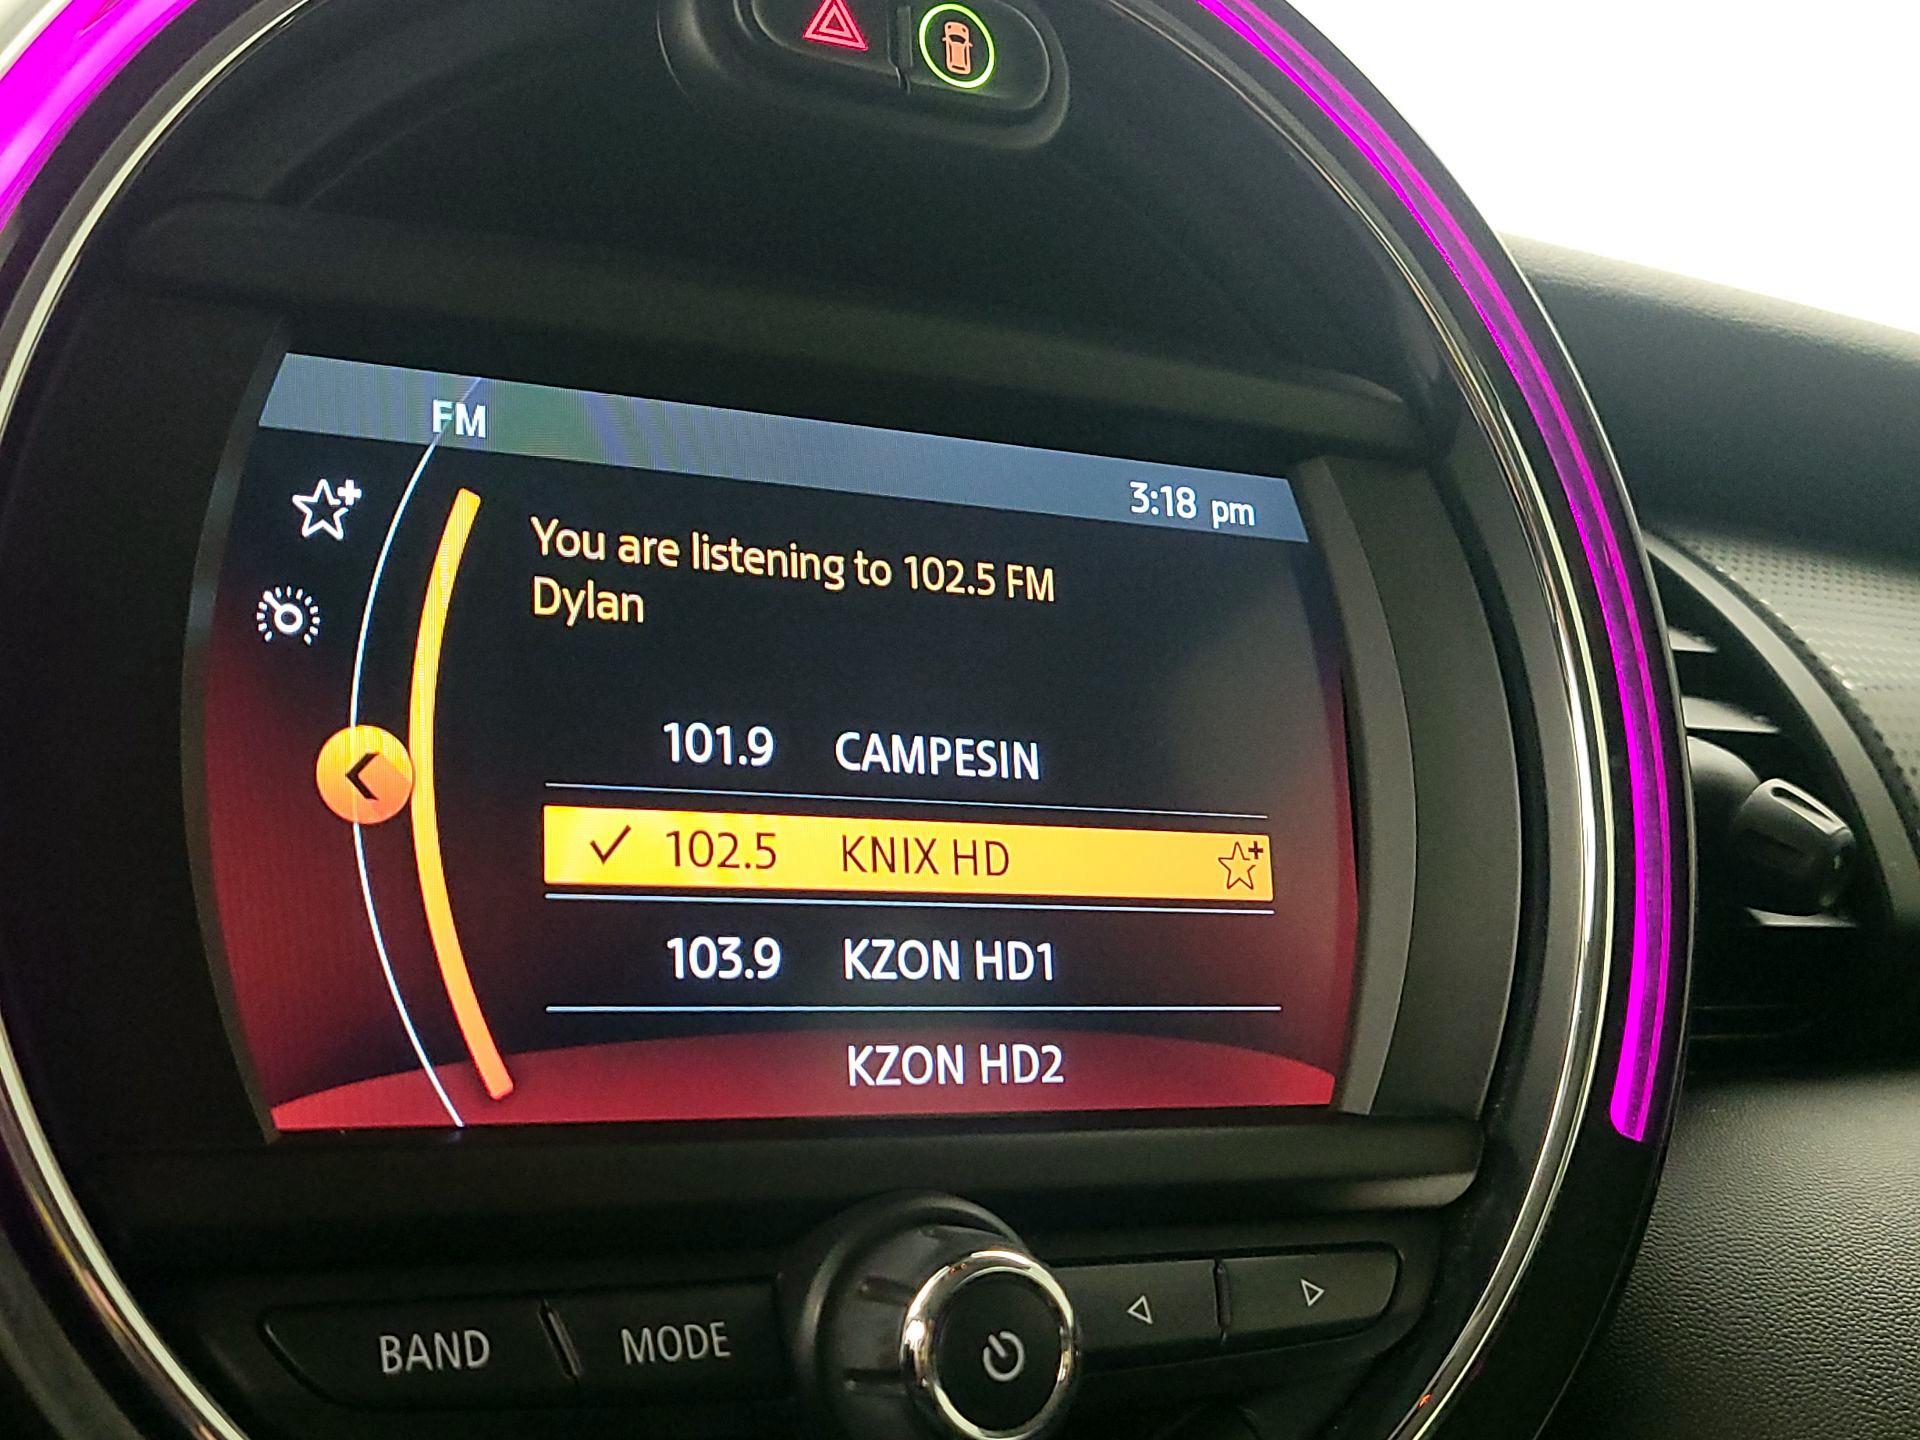 FM
3:18 pm
You are listening to 102.5 FM
Dylan
101.9 CAMPESIN
102.5 KNIX HD
103.9 KZON HD1
KZON HD2
BAND MODE